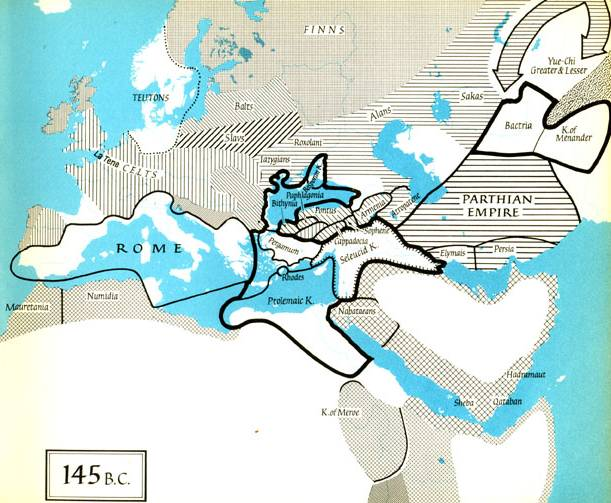 FINNS
Yue-Chi
Greater & Lesser
TEUTONS
Balts
Sakas
Alans
Slavs
Roxolani
Bactria
K. of
Menander
La Tene CELTS
Iazygians
Paphlagonia
Bithynia
Pontus
Armenia
Atropatene
PARTHIAN
EMPIRE
ROME
Pergamum
Cappadocia
Sophene
Seleucid K.
Elymais
Persia
Rhodes
Mauretania
Numidia
Ptolemaic K.
Nabataeans
Hadramaut
Sheba
Qataban
K. of Meroe
145 B.C.